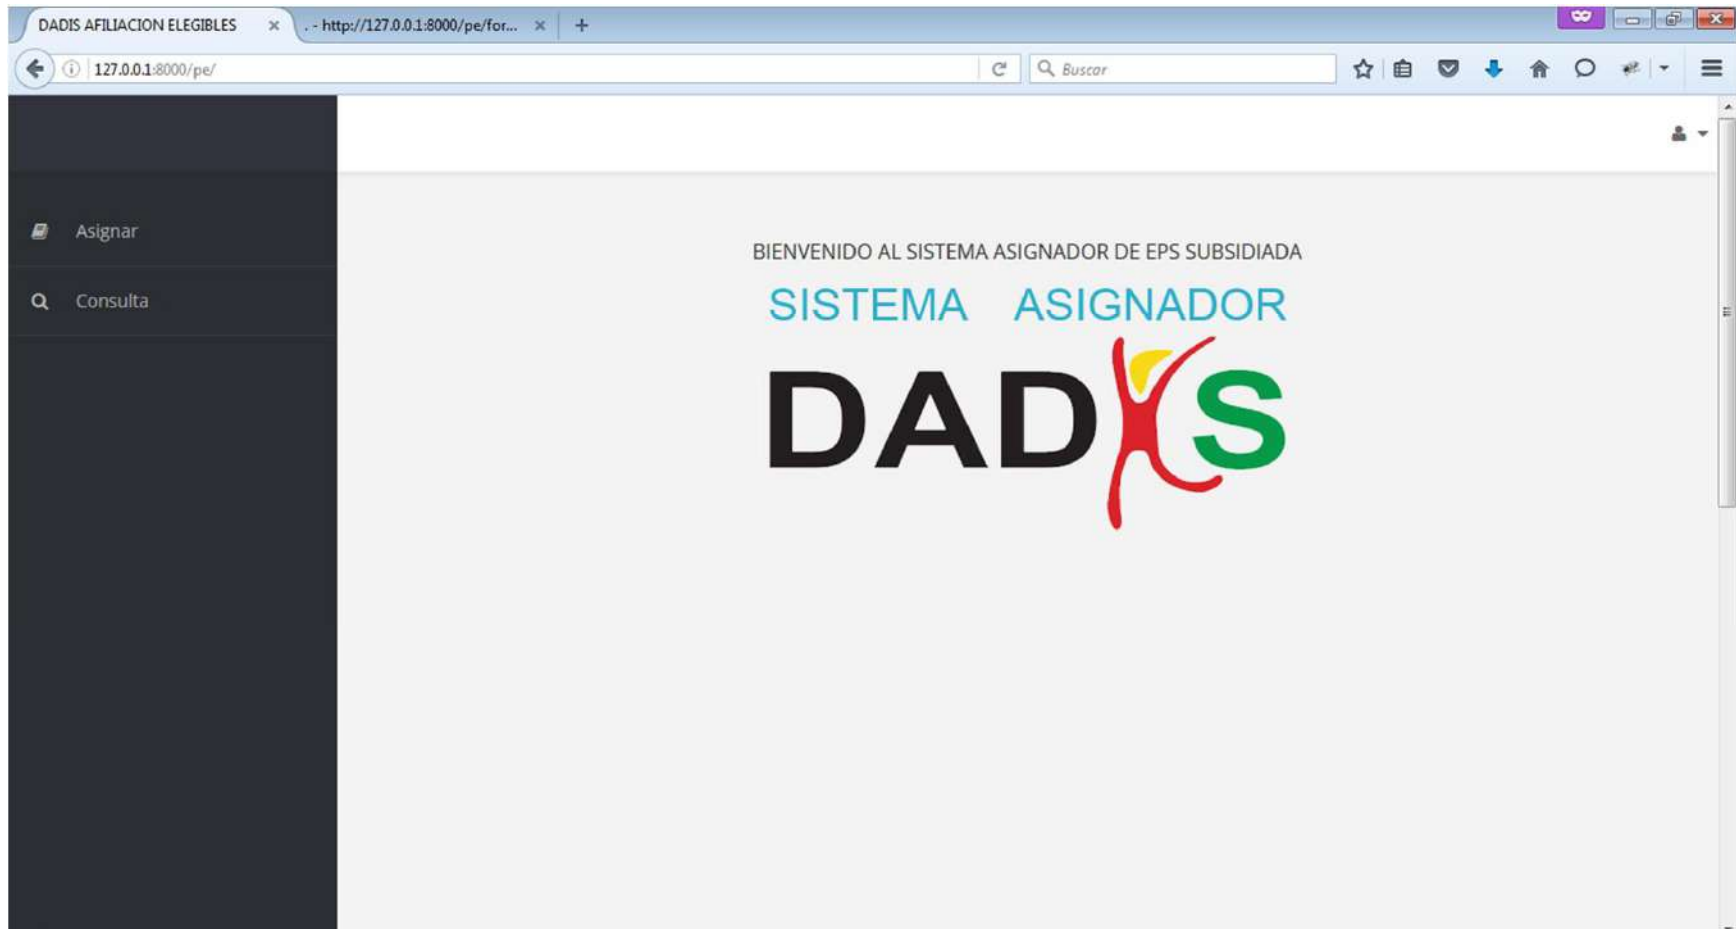 DADIS AFILIACION ELEGIBLES
. - http://127.0.0.1:8000/pe/for...
127.0.0.1:8000/pe/
Buscar
Asignar
Consulta
BIENVENIDO AL SISTEMA ASIGNADOR DE EPS SUBSIDIADA
SISTEMA ASIGNADOR
DADIS